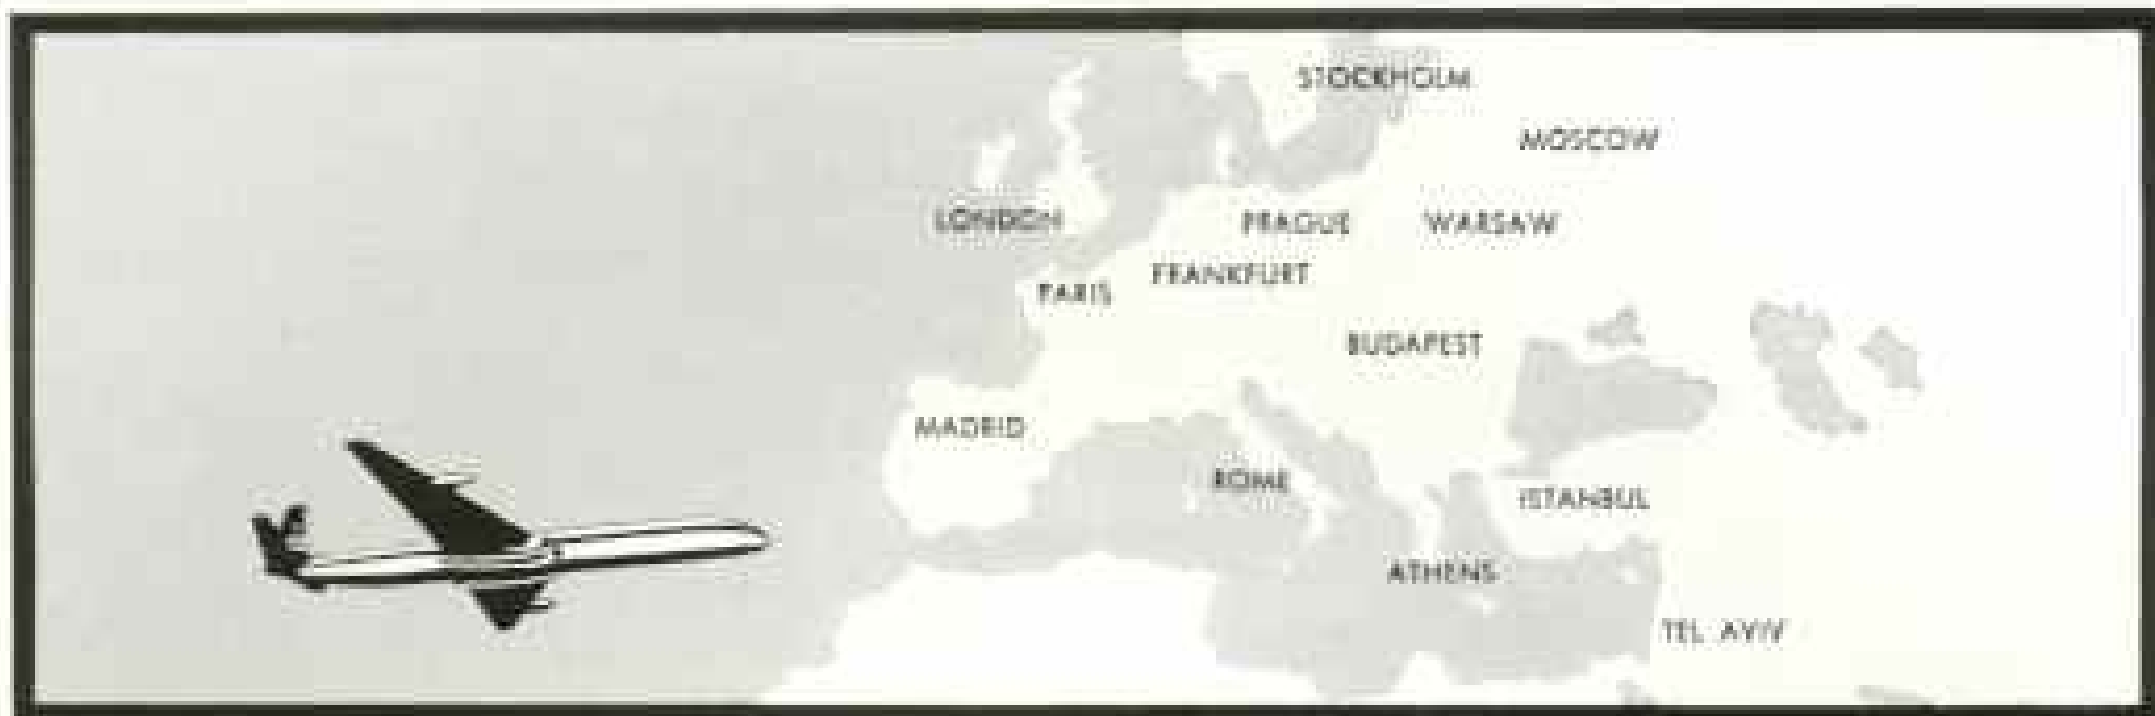 STOCKHOLM
MOSCOW
LONDON
PRAGUE
WARSAW
FRANKFURT
PARIS
BUDAPEST
MADRID
ROME
ISTANBUL
ATHENS
TEL AVIV